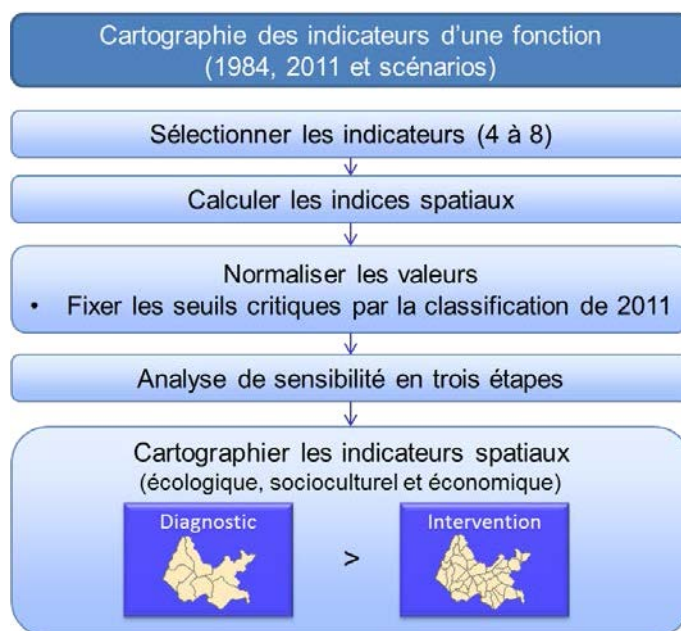 Cartographie des indicateurs d'une fonction
(1984, 2011 et scénarios)
Sélectionner les indicateurs (4 à 8)
Calculer les indices spatiaux
Normaliser les valeurs
• Fixer les seuils critiques par la classification de 2011
Analyse de sensibilité en trois étapes
Cartographier les indicateurs spatiaux
(écologique, socioculturel et économique)
Diagnostic
>
Intervention